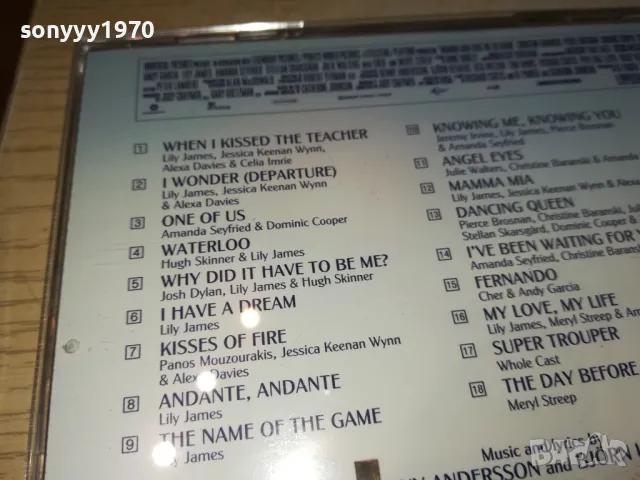 sonyyy1970
1 WHEN I KISSED THE TEACHER
Lily James, Jessica Keenan Wynn,
Alexa Davies & Celia Imrie
2 I WONDER (DEPARTURE)
Lily James, Jessica Keenan Wynn
& Alexa Davies
3 ONE OF US
Amanda Seyfried & Dominic Cooper
4 WATERLOO
Hugh Skinner & Lily James
5 WHY DID IT HAVE TO BE ME?
Josh Dylan, Lily James & Hugh Skinner
6 I HAVE A DREAM
Lily James
7 KISSES OF FIRE
Panos Mouzourakis, Jessica Keenan Wynn
& Alexa Davies
8 ANDANTE, ANDANTE
Lily James
9 THE NAME OF THE GAME
James
10 KNOWING ME, KNOWING YOU
Jeremy Irvine, Lily James, Pierce Brosnan
& Amanda Seyfried
11 ANGEL EYES
Julie Walters, Christine Baranski & Amanda
12 MAMMA MIA
Lily James, Jessica Keenan Wynn & Alexa
13 DANCING QUEEN
Pierce Brosnan, Christine Baranski, Juli
Stellan Skarsgård, Dominic Cooper &
14 I'VE BEEN WAITING FOR
Amanda Seyfried, Christine Barans
15 FERNANDO
Cher & Andy Garcia
16 MY LOVE, MY LIFE
Lily James, Meryl Streep & Am
17 SUPER TROUPER
Whole Cast
18 THE DAY BEFORE
Meryl Streep
Music and lyrics by
NY ANDERSSON and BJÖRN
bazar.bg